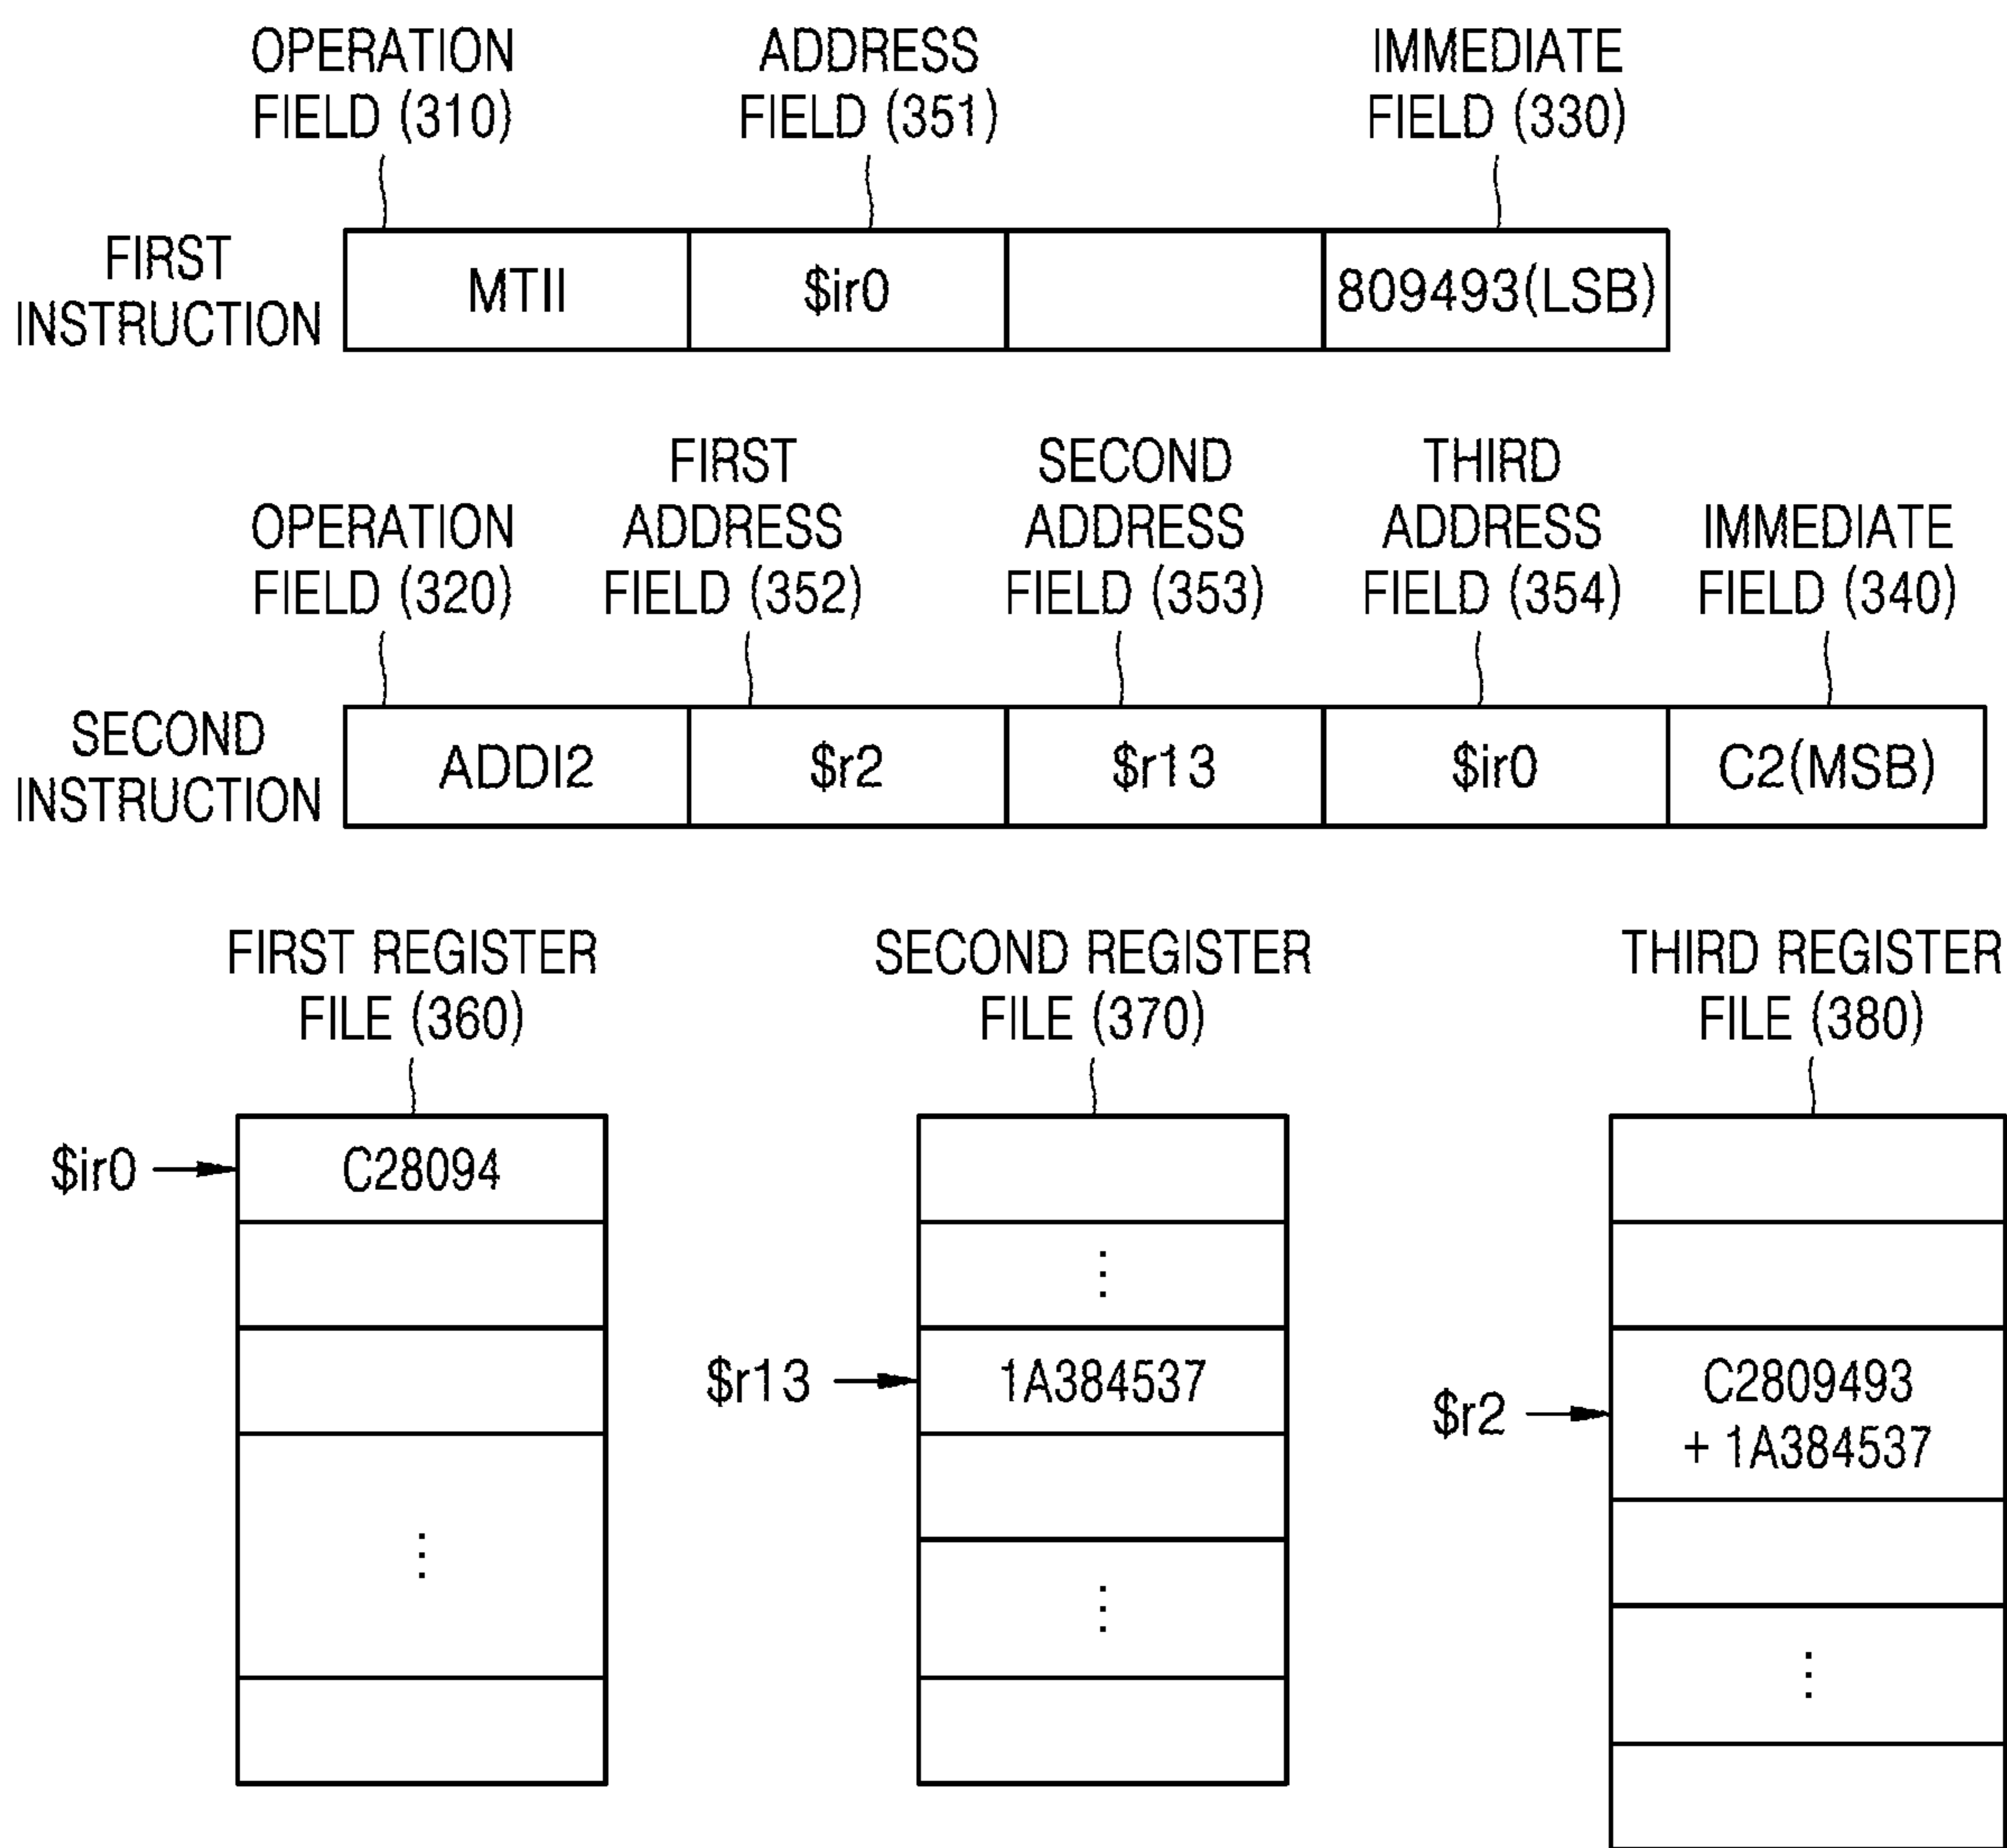 OPERATION
FIELD (310)
ADDRESS
FIELD (351)
IMMEDIATE
FIELD (330)
FIRST
INSTRUCTION
MTII
$ir0
809493(LSB)
OPERATION
FIELD (320)
FIRST
ADDRESS
FIELD (352)
SECOND
ADDRESS
FIELD (353)
THIRD
ADDRESS
FIELD (354)
IMMEDIATE
FIELD (340)
SECOND
INSTRUCTION
ADDI2
$r2
$r13
$ir0
C2(MSB)
FIRST REGISTER
FILE (360)
$ir0
C28094
SECOND REGISTER
FILE (370)
$r13
1A384537
THIRD REGISTER
FILE (380)
$r2
C2809493
+ 1A384537